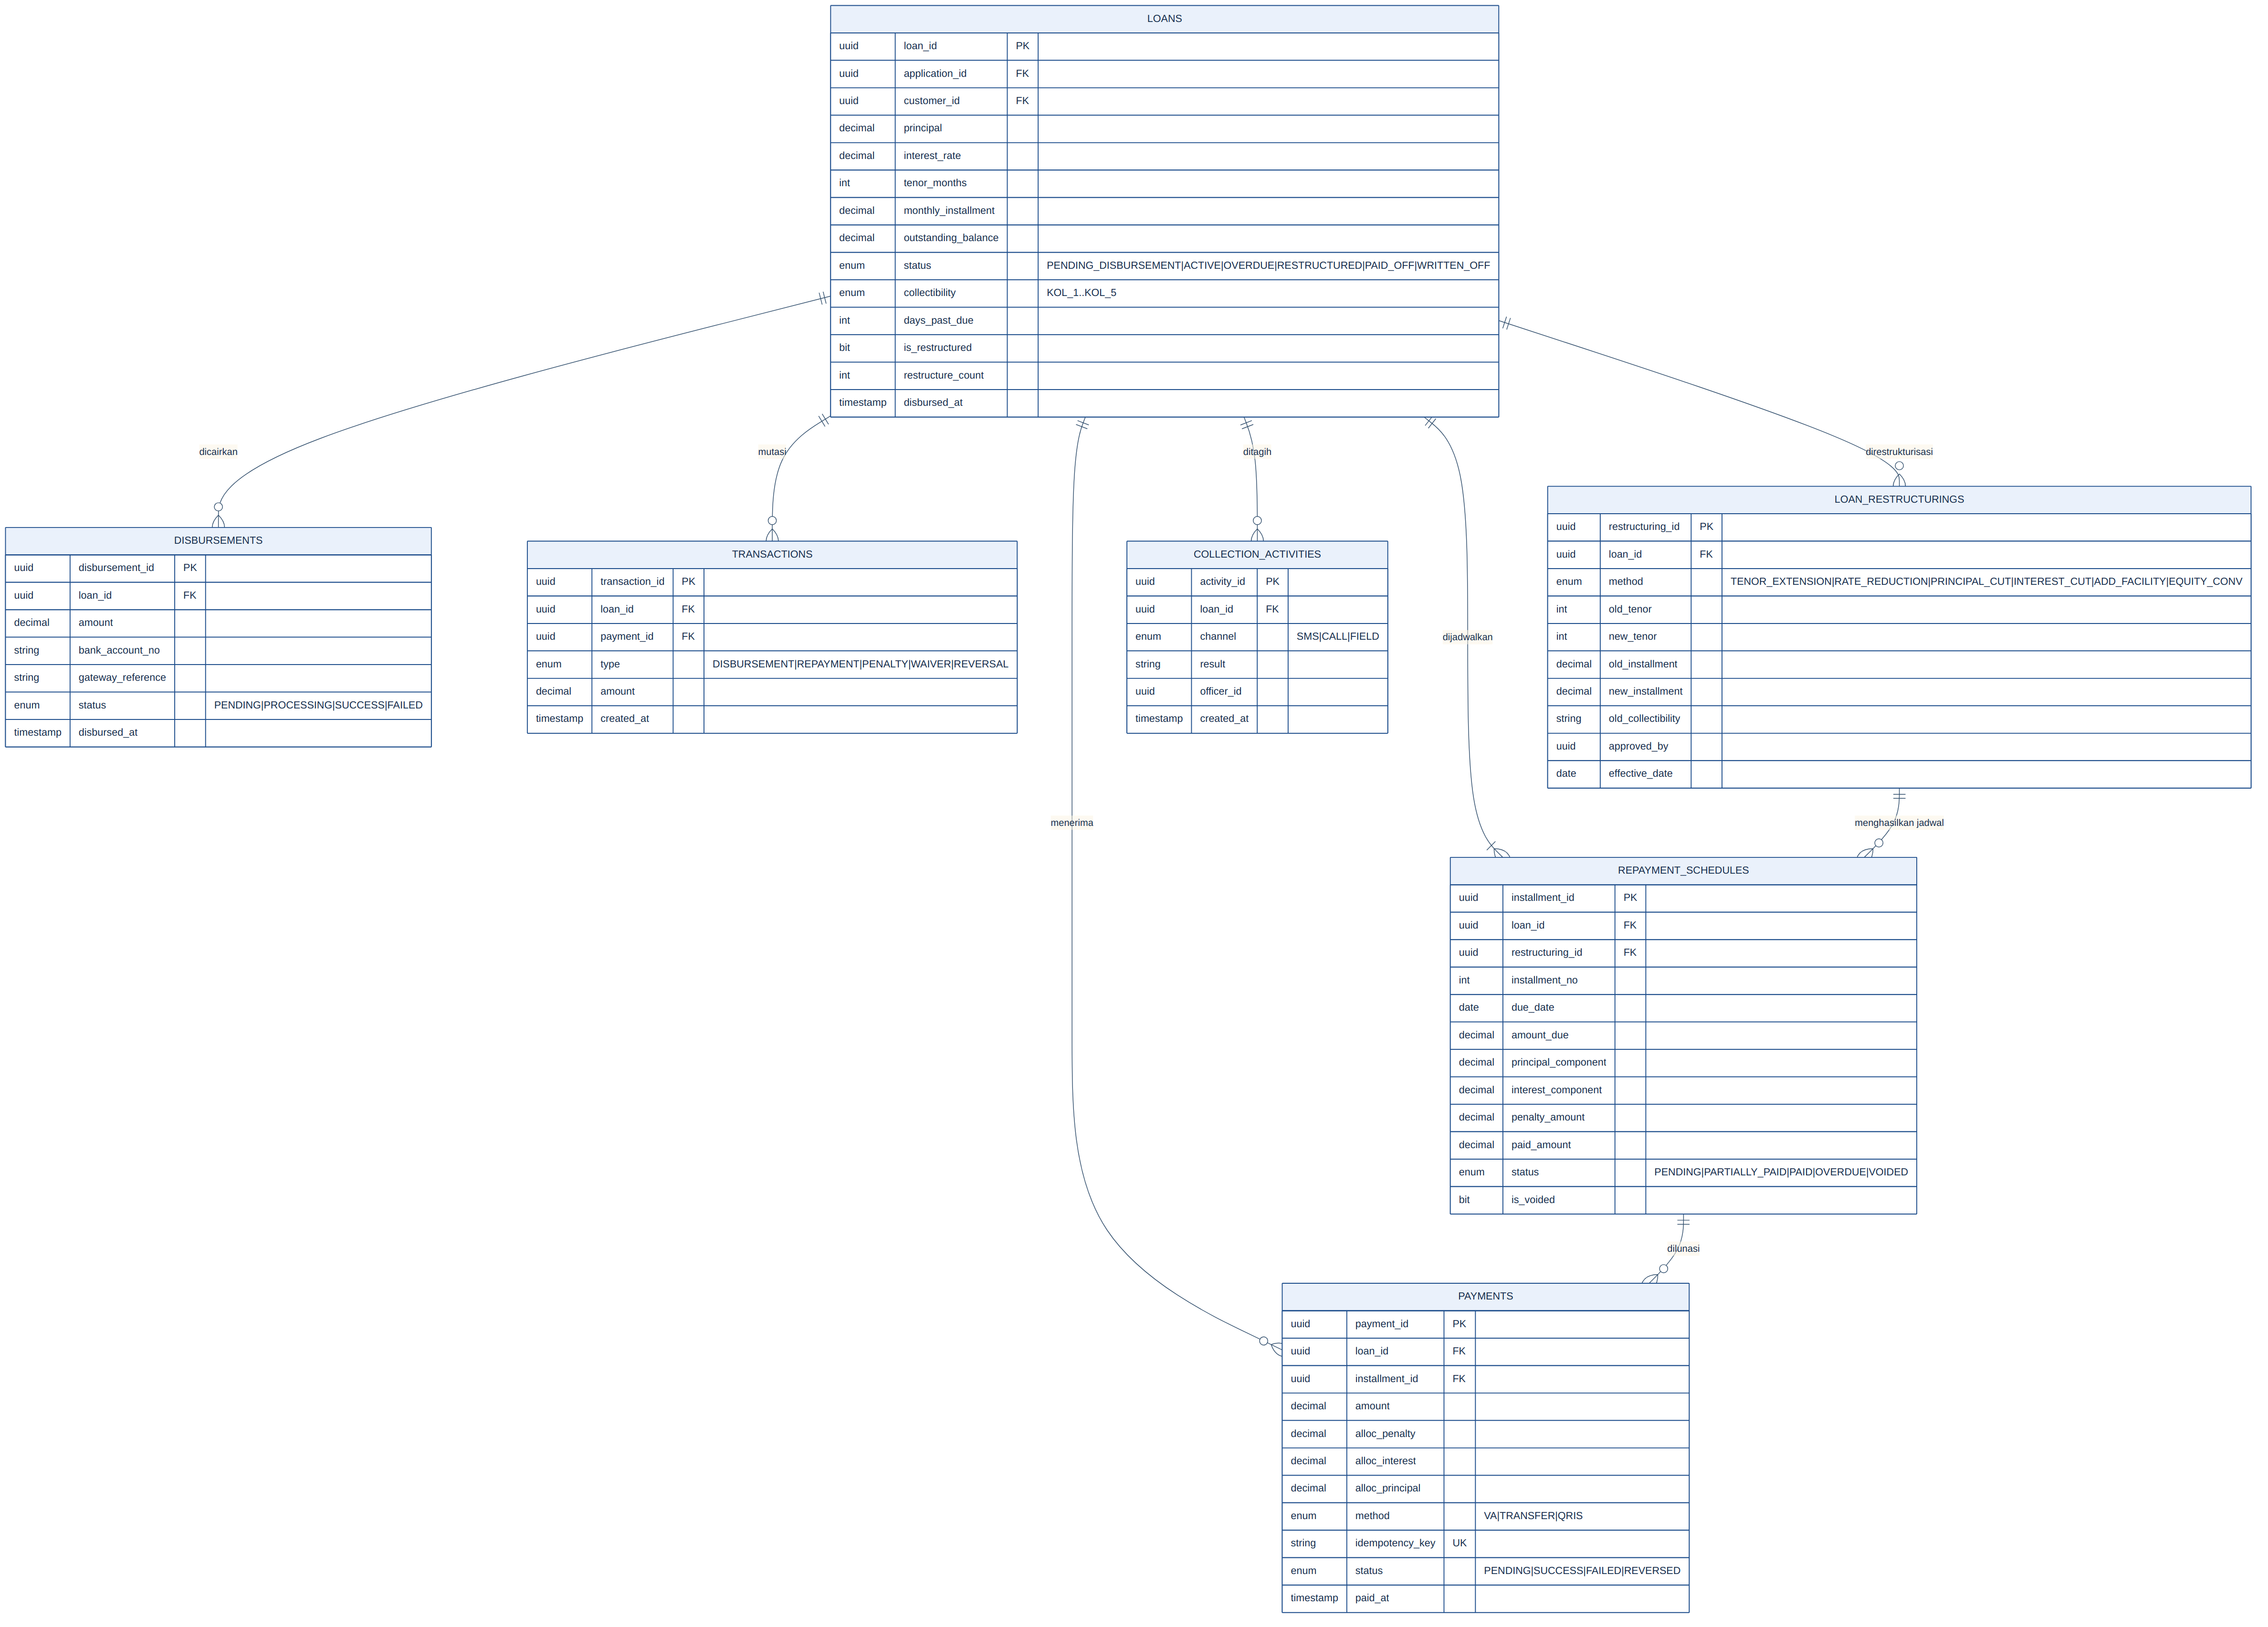 LOANS
uuid loan_id PK
uuid application_id FK
uuid customer_id FK
decimal principal
decimal interest_rate
int tenor_months
decimal monthly_installment
decimal outstanding_balance
enum status PENDING_DISBURSEMENT|ACTIVE|OVERDUE|RESTRUCTURED|PAID_OFF|WRITTEN_OFF
enum collectibility KOL_1..KOL_5
int days_past_due
bit is_restructured
int restructure_count
timestamp disbursed_at
dicairkan
mutasi
ditagih
direstrukturisasi
DISBURSEMENTS
uuid disbursement_id PK
uuid loan_id FK
decimal amount
string bank_account_no
string gateway_reference
enum status PENDING|PROCESSING|SUCCESS|FAILED
timestamp disbursed_at
TRANSACTIONS
uuid transaction_id PK
uuid loan_id FK
uuid payment_id FK
enum type DISBURSEMENT|REPAYMENT|PENALTY|WAIVER|REVERSAL
decimal amount
timestamp created_at
COLLECTION_ACTIVITIES
uuid activity_id PK
uuid loan_id FK
enum channel SMS|CALL|FIELD
string result
uuid officer_id
timestamp created_at
dijadwalkan
LOAN_RESTRUCTURINGS
uuid restructuring_id PK
uuid loan_id FK
enum method TENOR_EXTENSION|RATE_REDUCTION|PRINCIPAL_CUT|INTEREST_CUT|ADD_FACILITY|EQUITY_CONV
int old_tenor
int new_tenor
decimal old_installment
decimal new_installment
string old_collectibility
uuid approved_by
date effective_date
menerima
menghasilkan jadwal
REPAYMENT_SCHEDULES
uuid installment_id PK
uuid loan_id FK
uuid restructuring_id FK
int installment_no
date due_date
decimal amount_due
decimal principal_component
decimal interest_component
decimal penalty_amount
decimal paid_amount
enum status PENDING|PARTIALLY_PAID|PAID|OVERDUE|VOIDED
bit is_voided
dilunasi
PAYMENTS
uuid payment_id PK
uuid loan_id FK
uuid installment_id FK
decimal amount
decimal alloc_penalty
decimal alloc_interest
decimal alloc_principal
enum method VA|TRANSFER|QRIS
string idempotency_key UK
enum status PENDING|SUCCESS|FAILED|REVERSED
timestamp paid_at